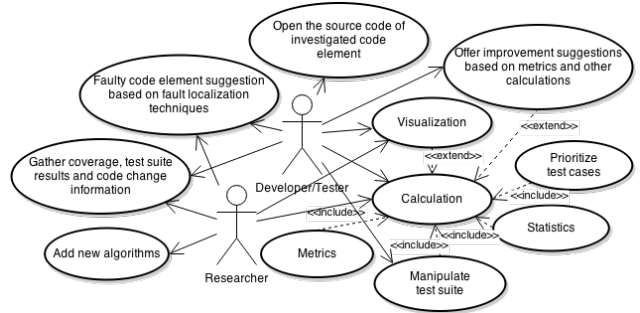 Open the source code of
investigated code
element
Offer improvement suggestions
based on metrics and other
calculations
Faulty code element suggestion
based on fault localization
techniques
Visualization
<<extend>>
<<extend>>
Prioritize
test cases
Gather coverage, test suite
results and code change
information
Developer/Tester
Calculation
<<include>>
<<include>>
Statistics
<<include>>
<<include>>
Add new algorithms
Metrics
Researcher
Manipulate
test suite